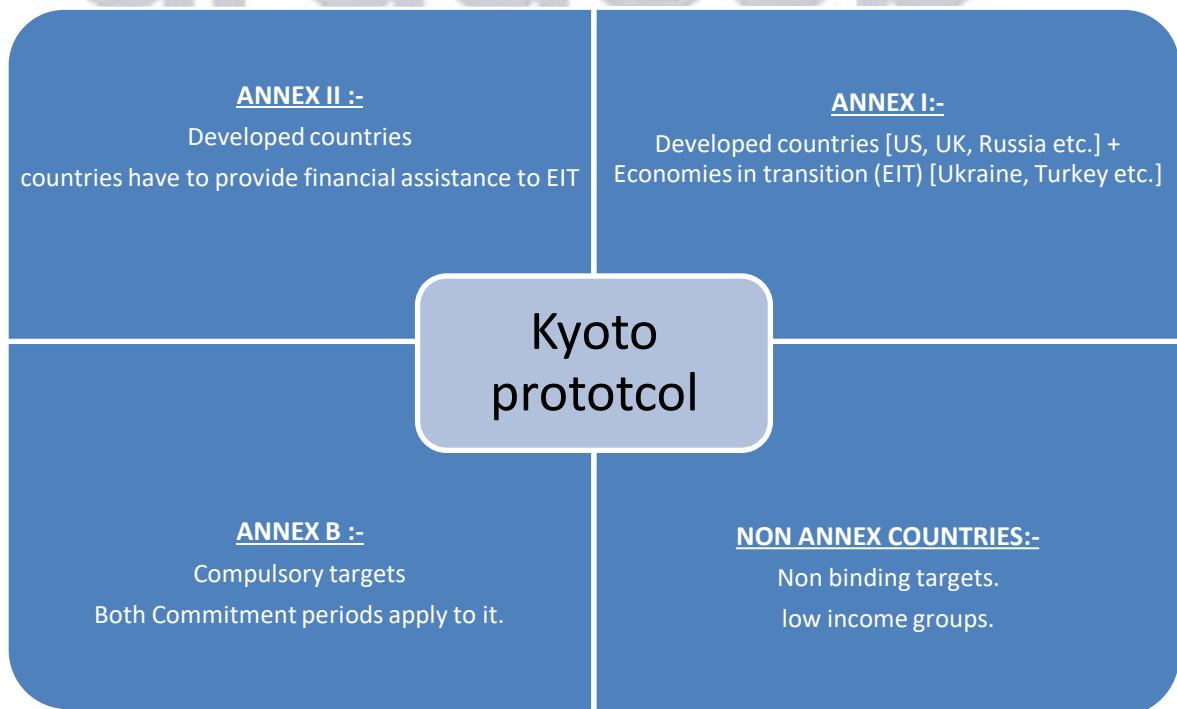 ANNEX II :-
Developed countries
countries have to provide financial assistance to EIT
ANNEX I:-
Developed countries [US, UK, Russia etc.] +
Economies in transition (EIT) [Ukraine, Turkey etc.]
Kyoto
prototcol
ANNEX B :-
Compulsory targets
Both Commitment periods apply to it.
NON ANNEX COUNTRIES:-
Non binding targets.
low income groups.